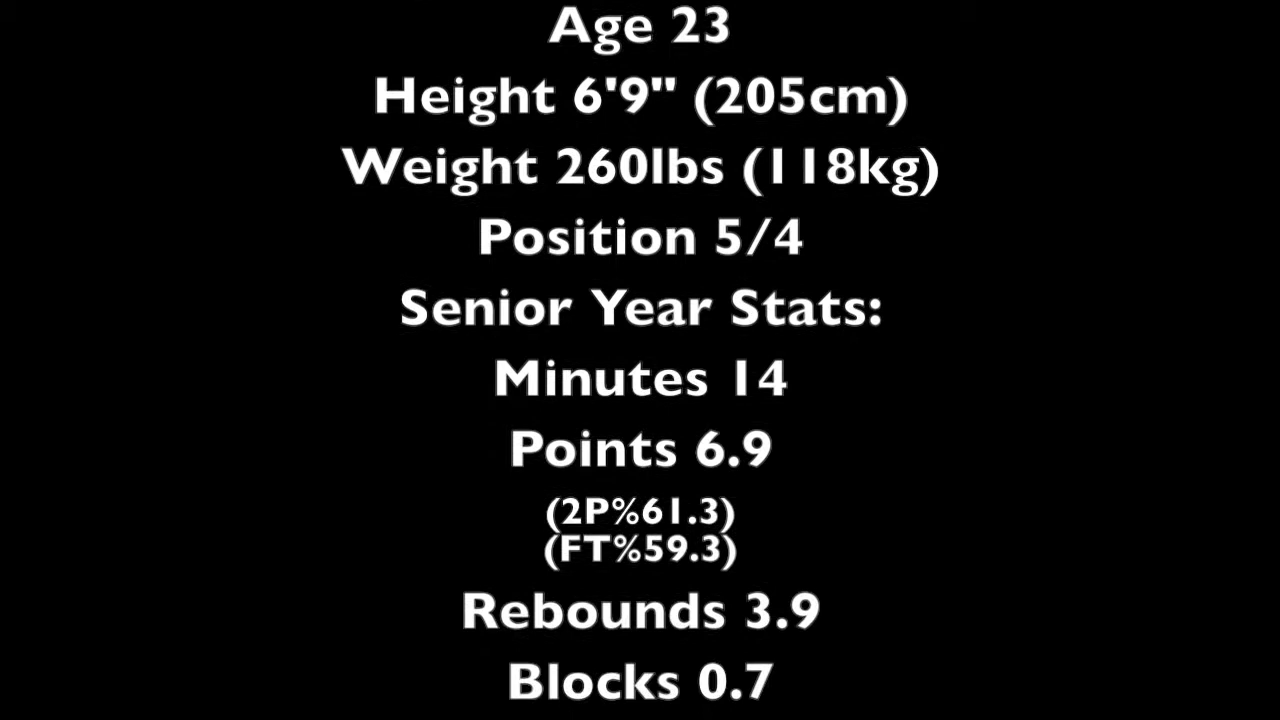 Age 23
Height 6'9" (205cm)
Weight 260lbs (118kg)
Position 5/4
Senior Year Stats:
Minutes 14
Points 6.9
(2P%61.3)
(FT%59.3)
Rebounds 3.9
Blocks 0.7